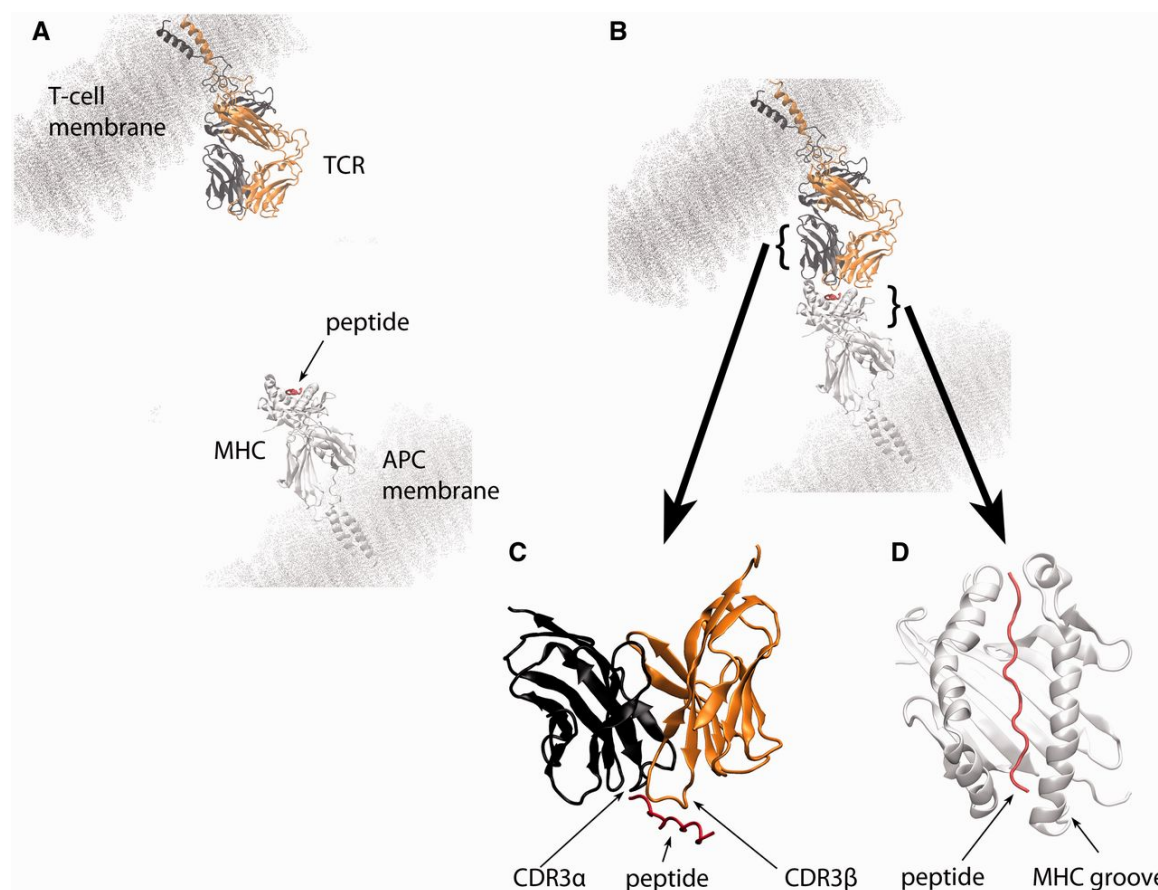 A
B
T-cell
membrane
TCR
peptide
MHC
APC
membrane
{
}
C
D
CDR3α
peptide
CDR3β
peptide
MHC groove